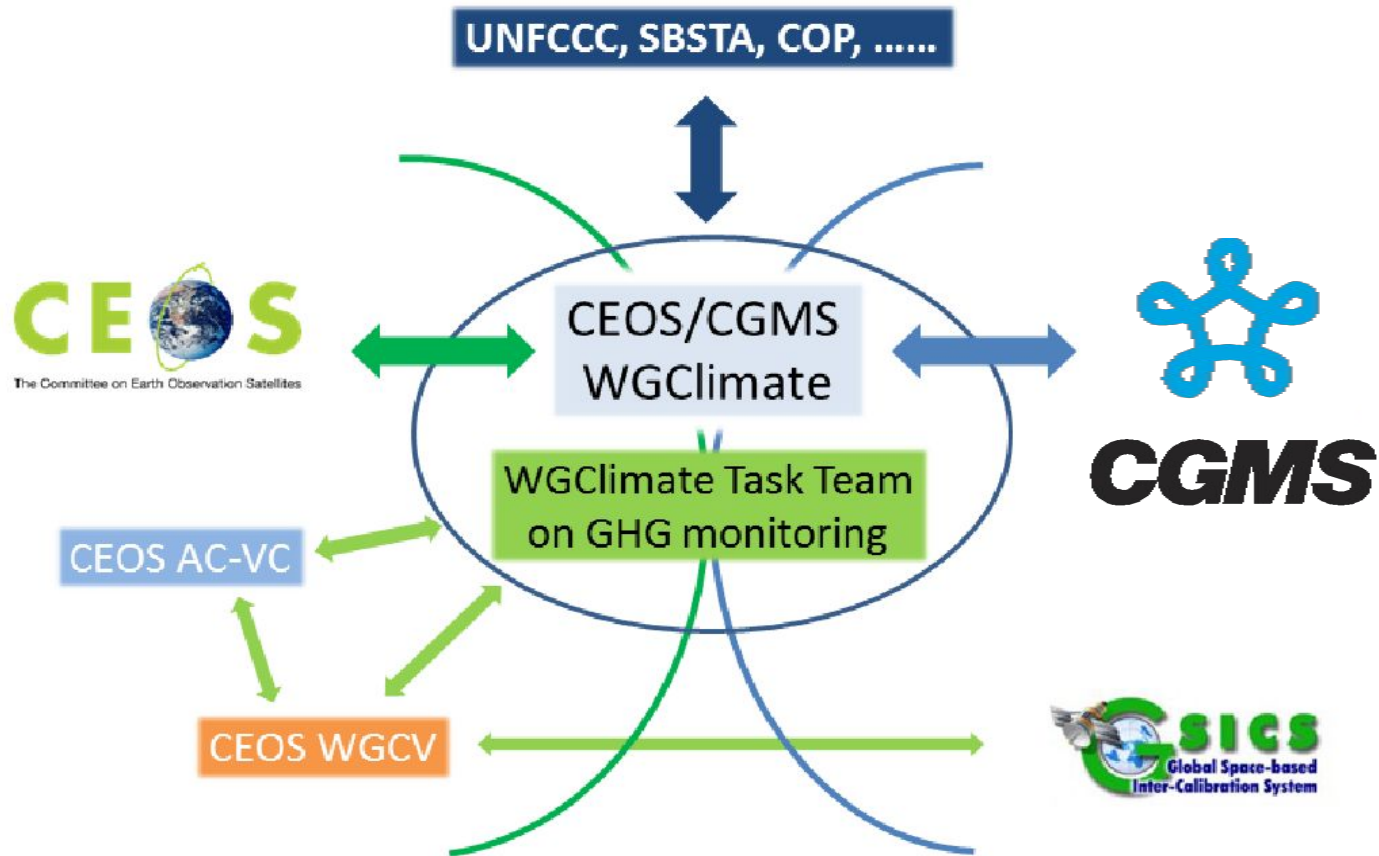 UNFCCC, SBSTA, COP, ......
CEOS
The Committee on Earth Observation Satellites
CEOS/CGMS
WGClimate
CGMS
WGClimate Task Team
on GHG monitoring
CEOS AC-VC
CEOS WGCV
GSICS
Global Space-based
Inter-Calibration System